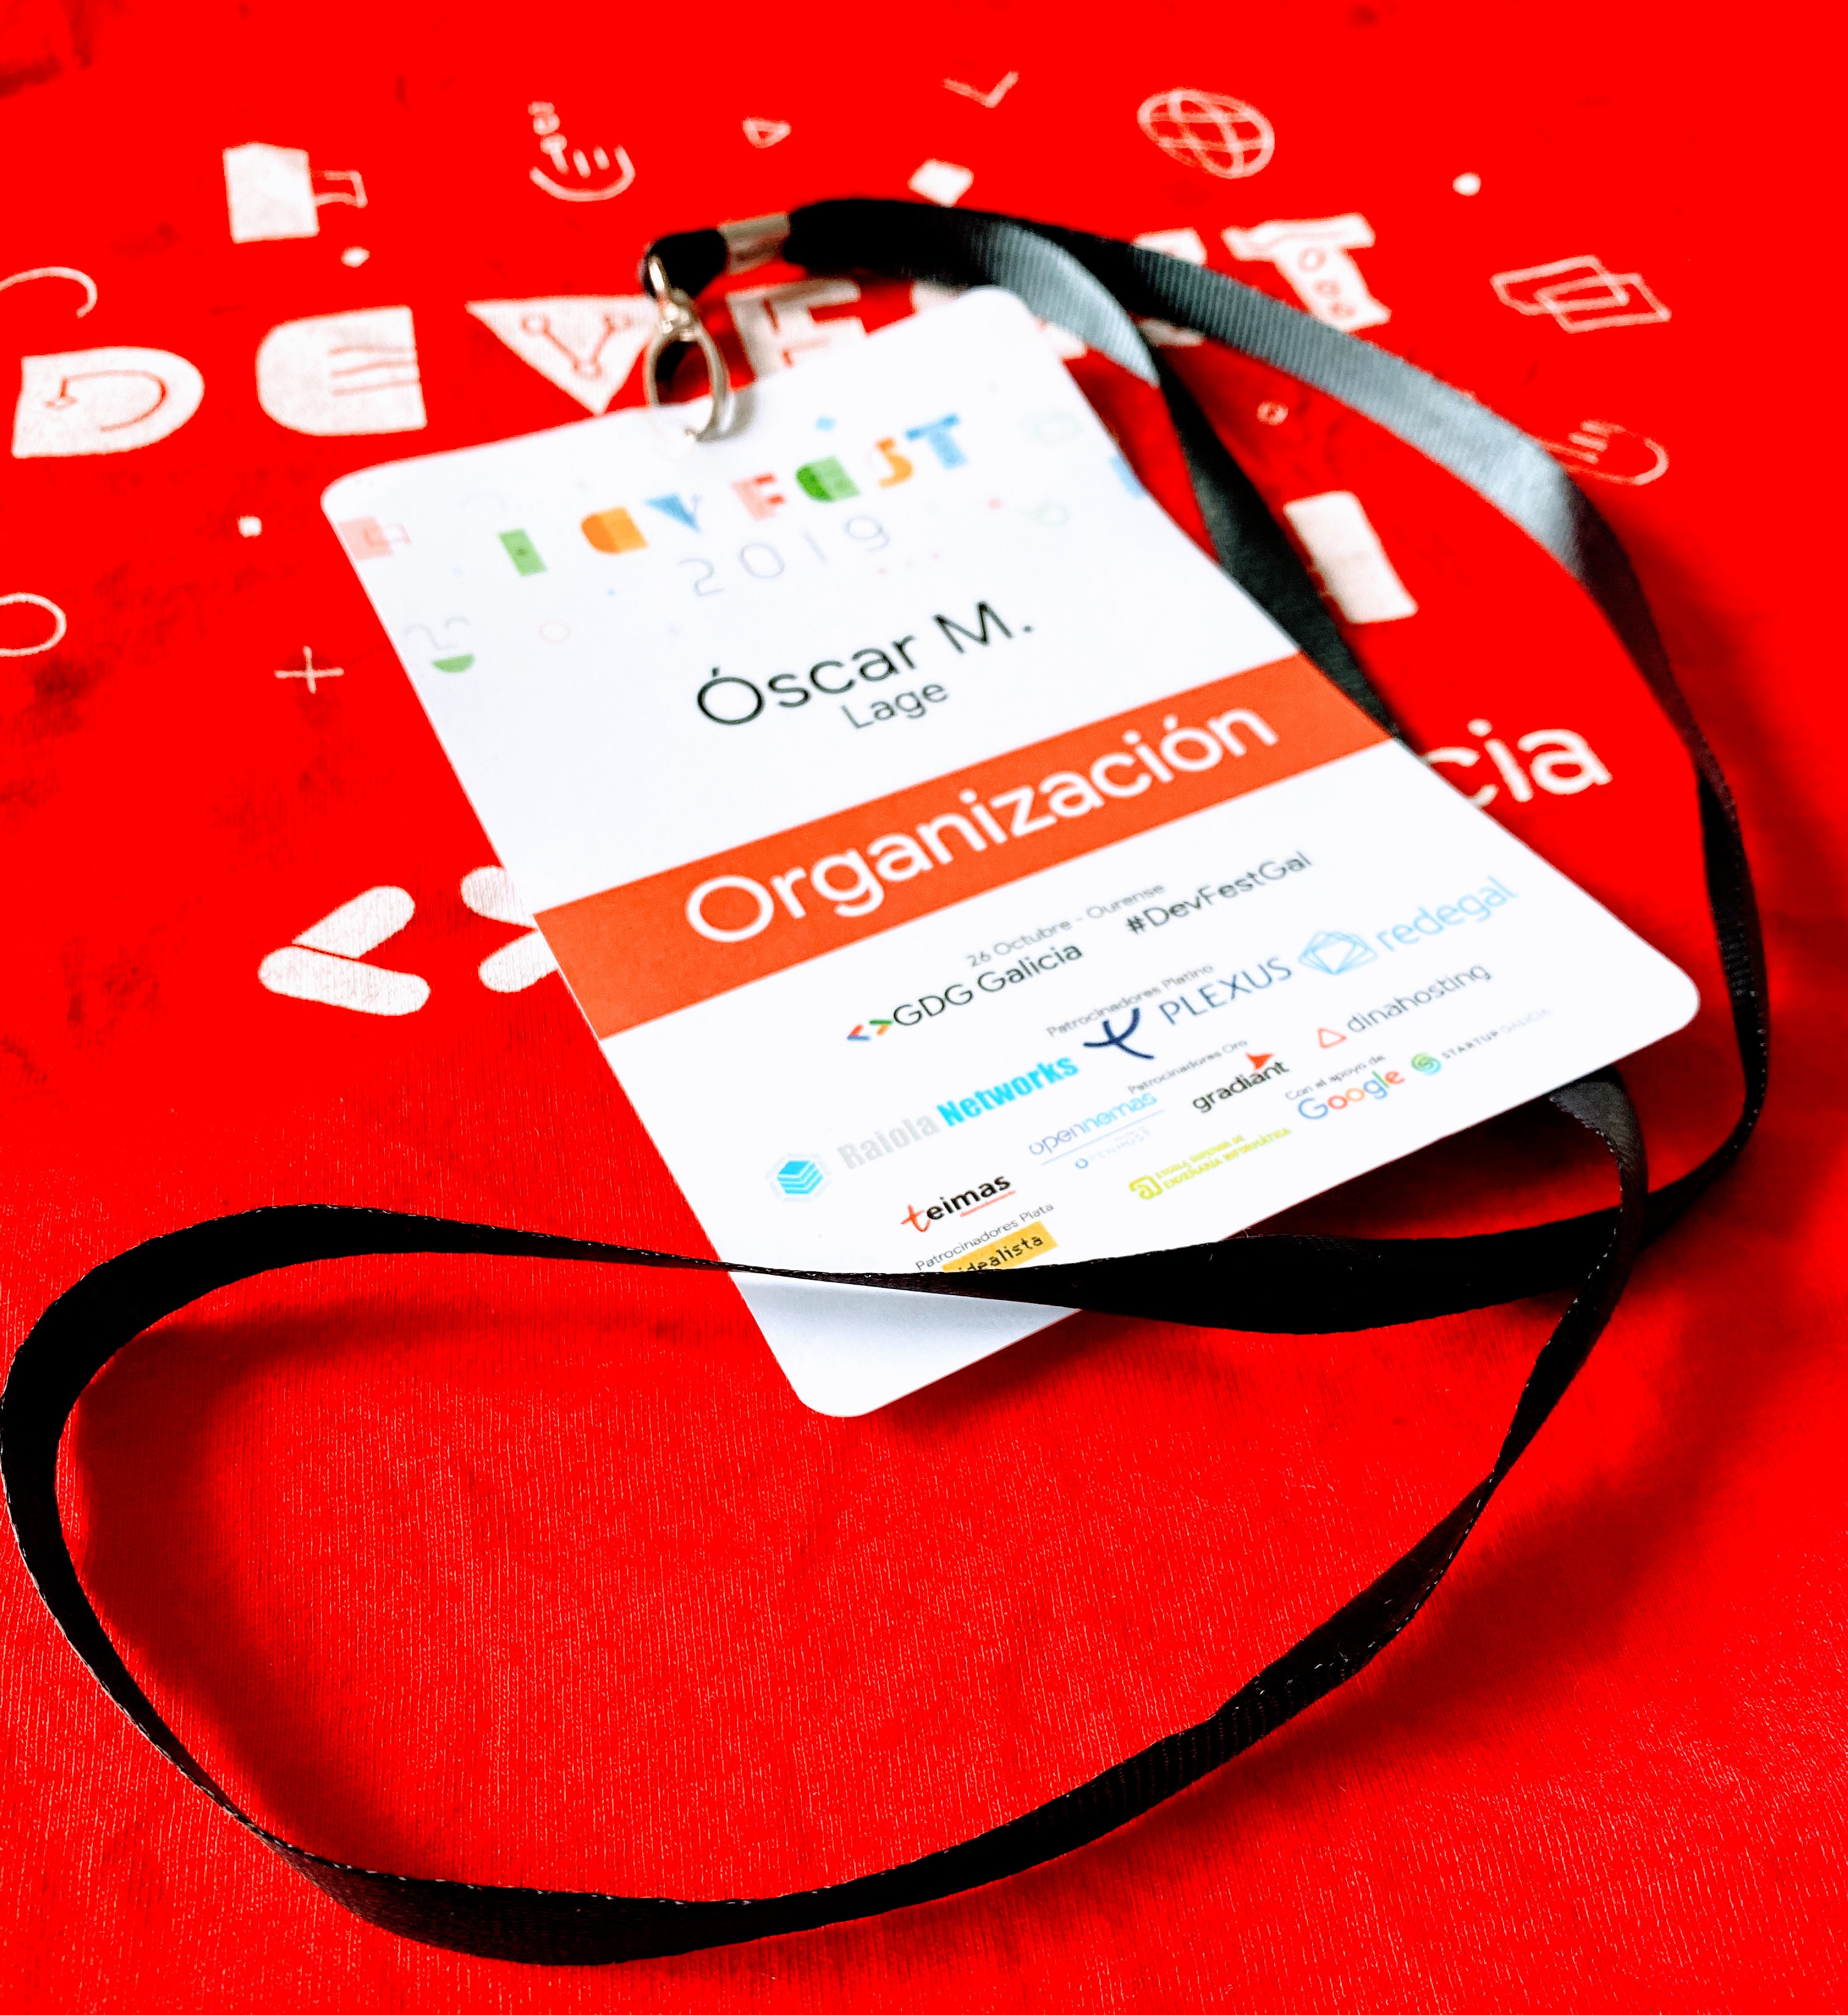 DEVFEST
cia
DEVFEST
2019
Óscar M.
Lage
Organización
26 Octubre - Ourense
GDG Galicia #DevFestGal
Patrocinadores Platino
Raiola Networks PLEXUS redegal
Patrocinadores Oro
teimas opennemas gradiant dinahosting
OPENHOST
Patrocinadores Plata
idealista
Con el apoyo de
ESCOLA SUPERIOR DE
ENXEÑARÍA INFORMÁTICA
Google STARTUP GALICIA